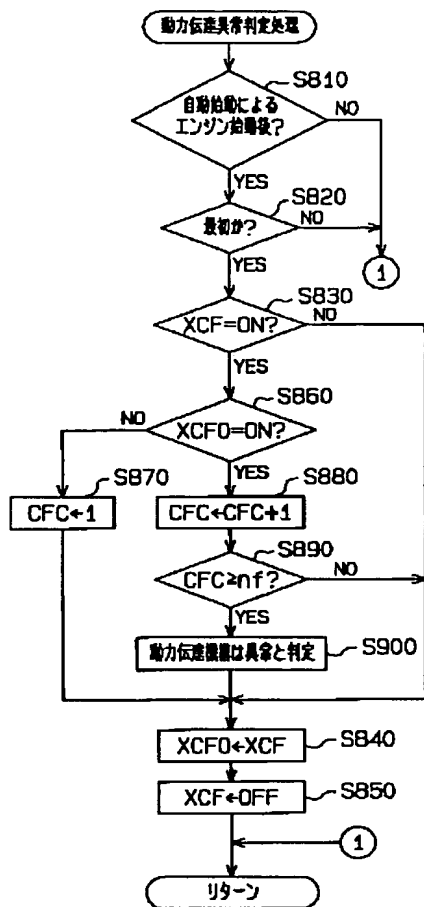 動力伝達異常判定処理
S810
自動始動による
エンジン始動後?
NO
YES
S820
最初か?
NO
1
YES
S830
XCF=ON?
NO
YES
S860
XCFO=ON?
NO
YES
S870
CFC←1
S880
CFC←CFC+1
S890
CFC≥nf?
NO
YES
動力伝達機構は異常と判定
S900
XCFO←XCF
S840
XCF←OFF
S850
1
リターン